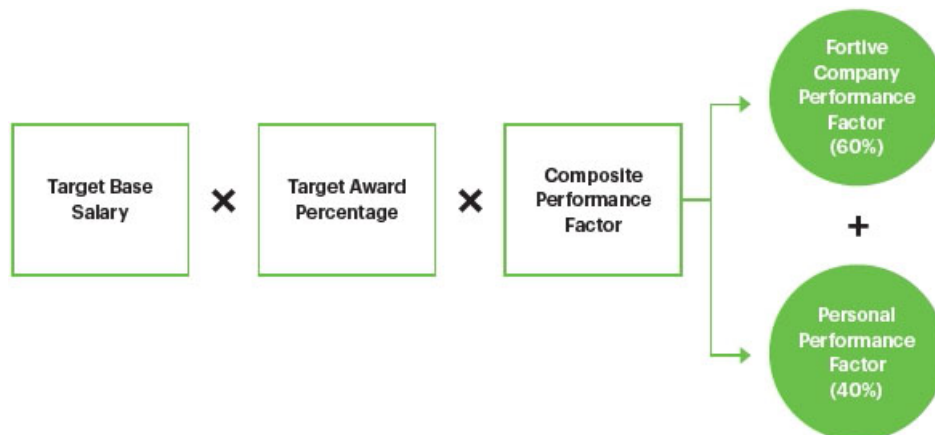 Target Base
Salary
×
Target Award
Percentage
×
Composite
Performance
Factor
Fortive
Company
Performance
Factor
(60%)
+
Personal
Performance
Factor
(40%)